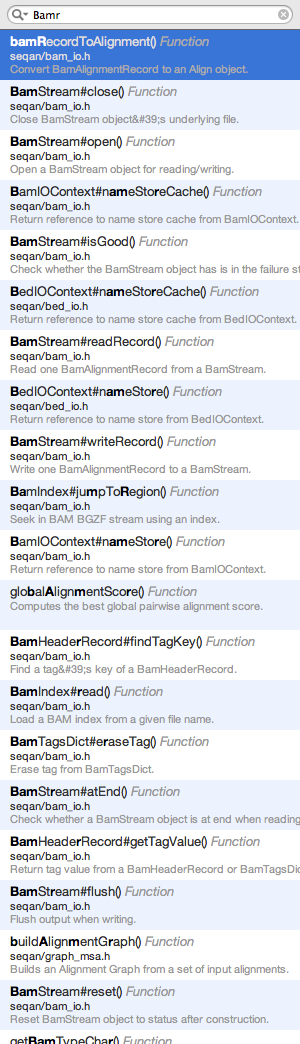 Bamr
bamRecordToAlignment() Function
seqan/bam_io.h
Convert BamAlignmentRecord to an Align object.
BamStream#close() Function
seqan/bam_io.h
Close BamStream object&#39;s underlying file.
BamStream#open() Function
seqan/bam_io.h
Open a BamStream object for reading/writing.
BamIOContext#nameStoreCache() Function
seqan/bam_io.h
Return reference to name store cache from BamIOContext.
BamStream#isGood() Function
seqan/bam_io.h
Check whether the BamStream object has is in the failure st
BedIOContext#nameStoreCache() Function
seqan/bed_io.h
Return reference to name store cache from BedIOContext.
BamStream#readRecord() Function
seqan/bam_io.h
Read one BamAlignmentRecord from a BamStream.
BedIOContext#nameStore() Function
seqan/bed_io.h
Return reference to name store from BedIOContext.
BamStream#writeRecord() Function
seqan/bam_io.h
Write one BamAlignmentRecord to a BamStream.
BamIndex#jumpToRegion() Function
seqan/bam_io.h
Seek in BAM BGZF stream using an index.
BamIOContext#nameStore() Function
seqan/bam_io.h
Return reference to name store from BamIOContext.
globalAlignmentScore() Function
Computes the best global pairwise alignment score.
BamHeaderRecord#findTagKey() Function
seqan/bam_io.h
Find a tag&#39;s key of a BamHeaderRecord.
BamIndex#read() Function
seqan/bam_io.h
Load a BAM index from a given file name.
BamTagsDict#eraseTag() Function
seqan/bam_io.h
Erase tag from BamTagsDict.
BamStream#atEnd() Function
seqan/bam_io.h
Check whether a BamStream object is at end when reading
BamHeaderRecord#getTagValue() Function
seqan/bam_io.h
Return tag value from a BamHeaderRecord or BamTagsDic
BamStream#flush() Function
seqan/bam_io.h
Flush output when writing.
buildAlignmentGraph() Function
seqan/graph_msa.h
Builds an Alignment Graph from a set of input alignments.
BamStream#reset() Function
seqan/bam_io.h
Reset BamStream object to status after construction.
getBamTypeChar() Function